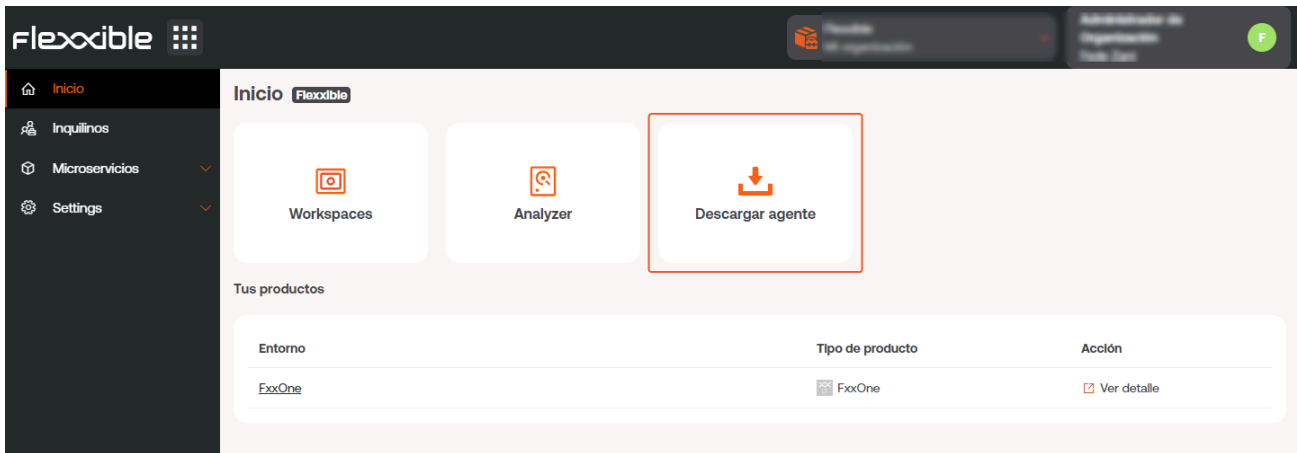 Flexxible
F
Inicio
Inquilinos
Microservicios
Settings
Inicio Flexxible
Workspaces
Analyzer
Descargar agente
Tus productos
Entorno Tipo de producto Acción
FxxOne FxxOne Ver detalle